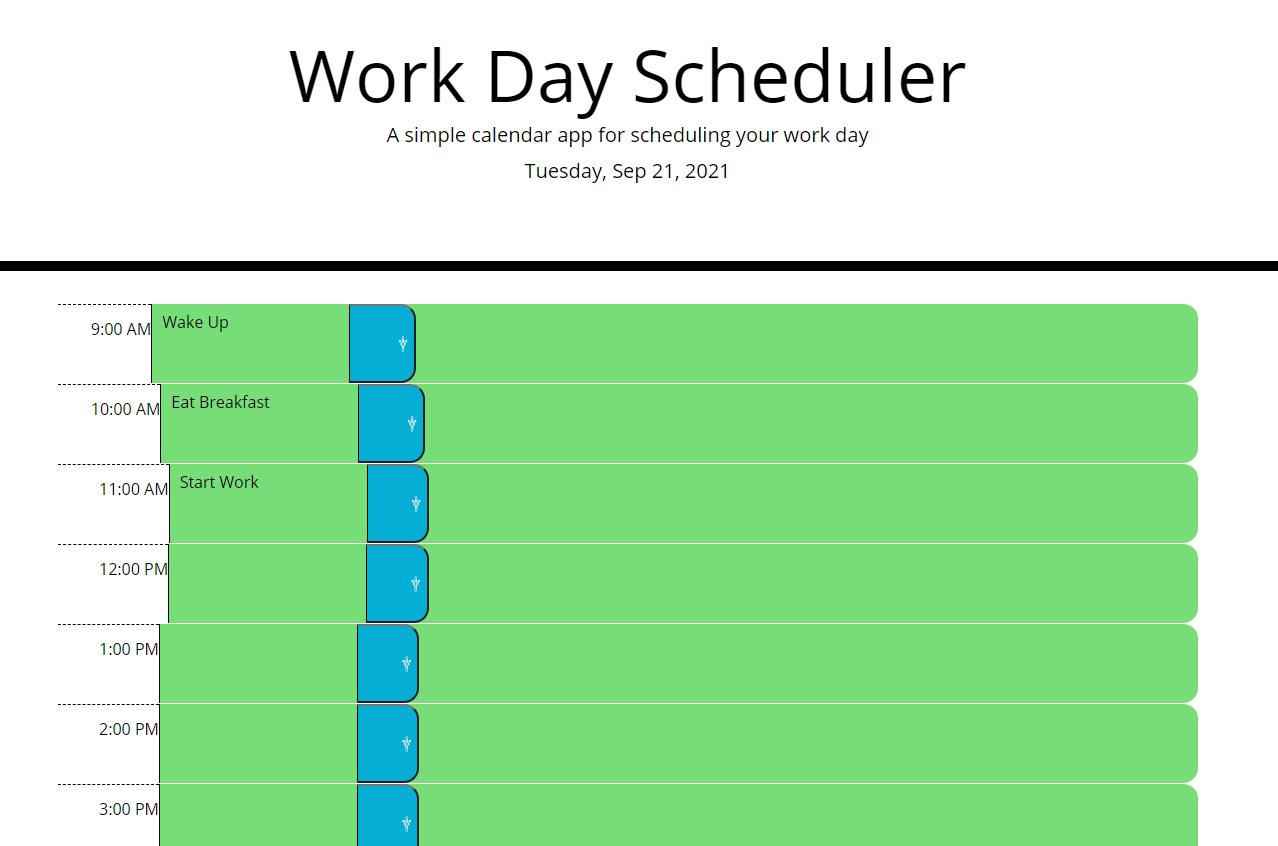 Work Day Scheduler
A simple calendar app for scheduling your work day
Tuesday, Sep 21, 2021
9:00 AM Wake Up
10:00 AM Eat Breakfast
11:00 AM Start Work
12:00 PM
1:00 PM
2:00 PM
3:00 PM